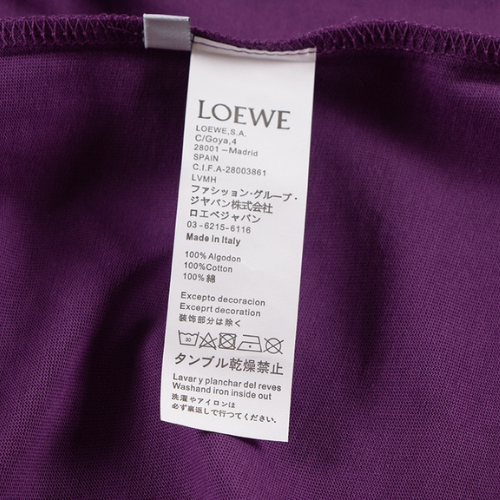 LOEWE
LOEWE,S.A.
C/Goya,4
28001-Madrid
SPAIN
C.I.F.A-28003861
LVMH
ファッション・グループ・
ジャパン株式会社
ロエベジャパン
03-6215-6116
Made in Italy
100% Algodon
100%Cotton
100%綿
Excepto decoracion
Exceprt decoration
装飾部分は除く
30
タンブル乾燥禁止
Lavar y planchar del reves
Washand iron inside out
洗濯やアイロンは
必ず裏返しで行つてください.